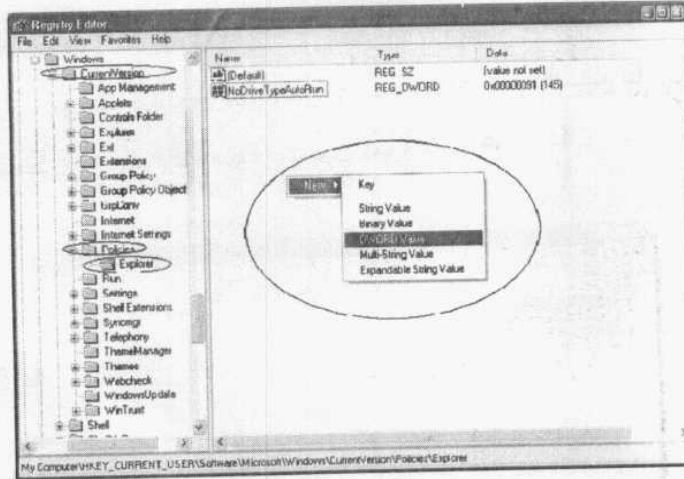 Registry Editor
File Edit View Favorites Help
Windows
CurrentVersion
App Management
Applets
Controls Folder
Explorer
Ext
Extensions
Group Policy
Group Policy Object
GrpConv
Internet
Internet Settings
Policies
Explorer
Run
Settings
Shell Extensions
Syncmgr
Telephony
ThemeManager
Themes
Webcheck
WindowsUpdate
WinTrust
Shell
Name Type Data
(Default) REG_SZ (value not set)
NoDriveTypeAutoRun REG_DWORD 0x00000091 (145)
New
Key
String Value
Binary Value
DWORD Value
Multi-String Value
Expandable String Value
My Computer\HKEY_CURRENT_USER\Software\Microsoft\Windows\CurrentVersion\Policies\Explorer